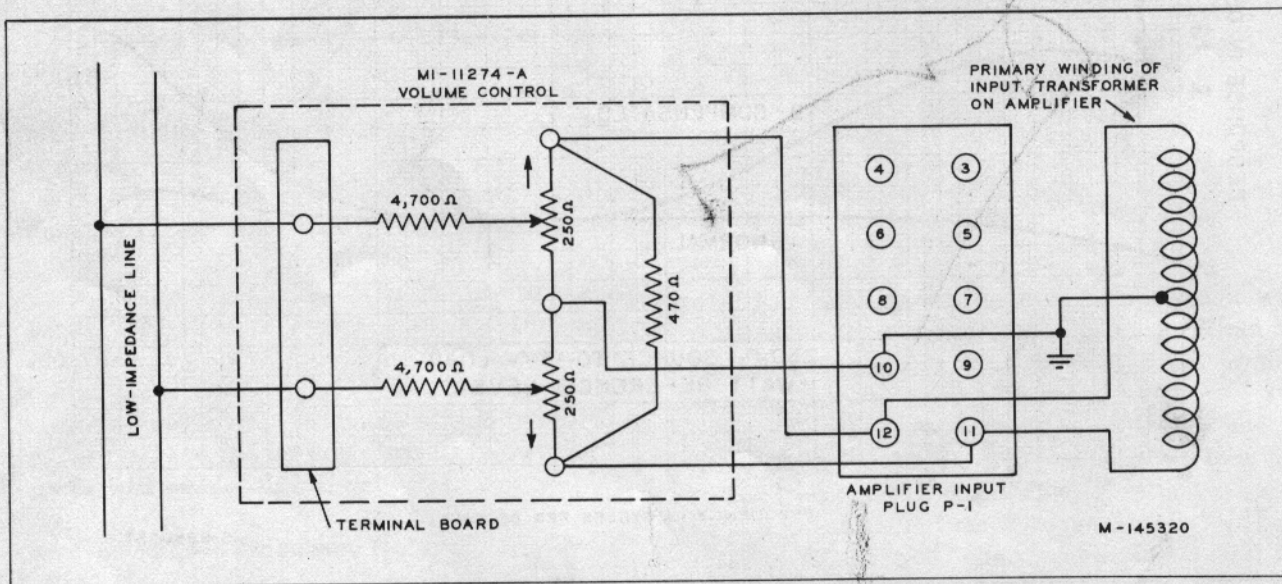 MI-11274-A
VOLUME CONTROL
PRIMARY WINDING OF
INPUT TRANSFORMER
ON AMPLIFIER
LOW-IMPEDANCE LINE
4,700 Ω
250 Ω
470 Ω
4,700 Ω
250 Ω
4
3
6
5
8
7
10
9
12
11
TERMINAL BOARD
AMPLIFIER INPUT
PLUG P-1
M-145320
NORMAL